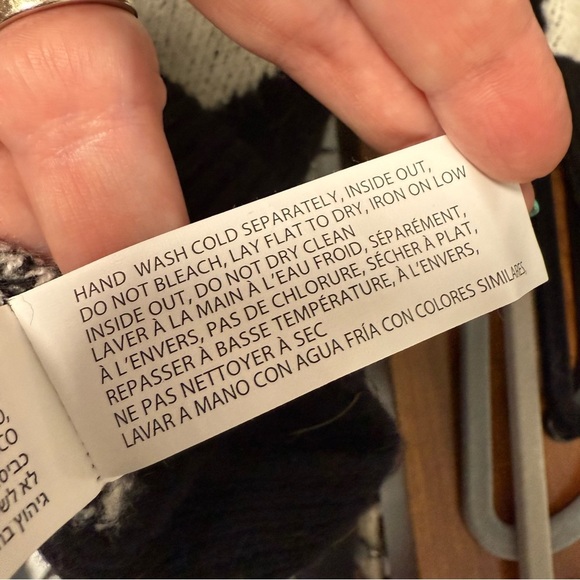 HAND WASH COLD SEPARATELY, INSIDE OUT,
DO NOT BLEACH, LAY FLAT TO DRY, IRON ON LOW
INSIDE OUT, DO NOT DRY CLEAN
LAVER À LA MAIN À L'EAU FROID, SÉPARÉMENT,
À L'ENVERS, PAS DE CHLORURE, SÉCHER À PLAT,
REPASSER À BASSE TEMPÉRATURE, À L'ENVERS,
NE PAS NETTOYER À SEC
LAVAR A MANO CON AGUA FRÍA CON COLORES SIMILARES